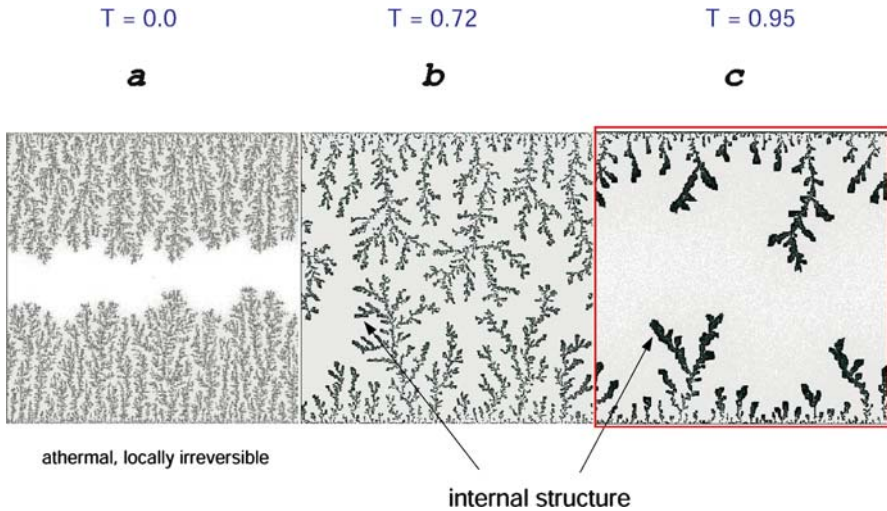 T = 0.0 T = 0.72 T = 0.95
a b c
athermal, locally irreversible
internal structure